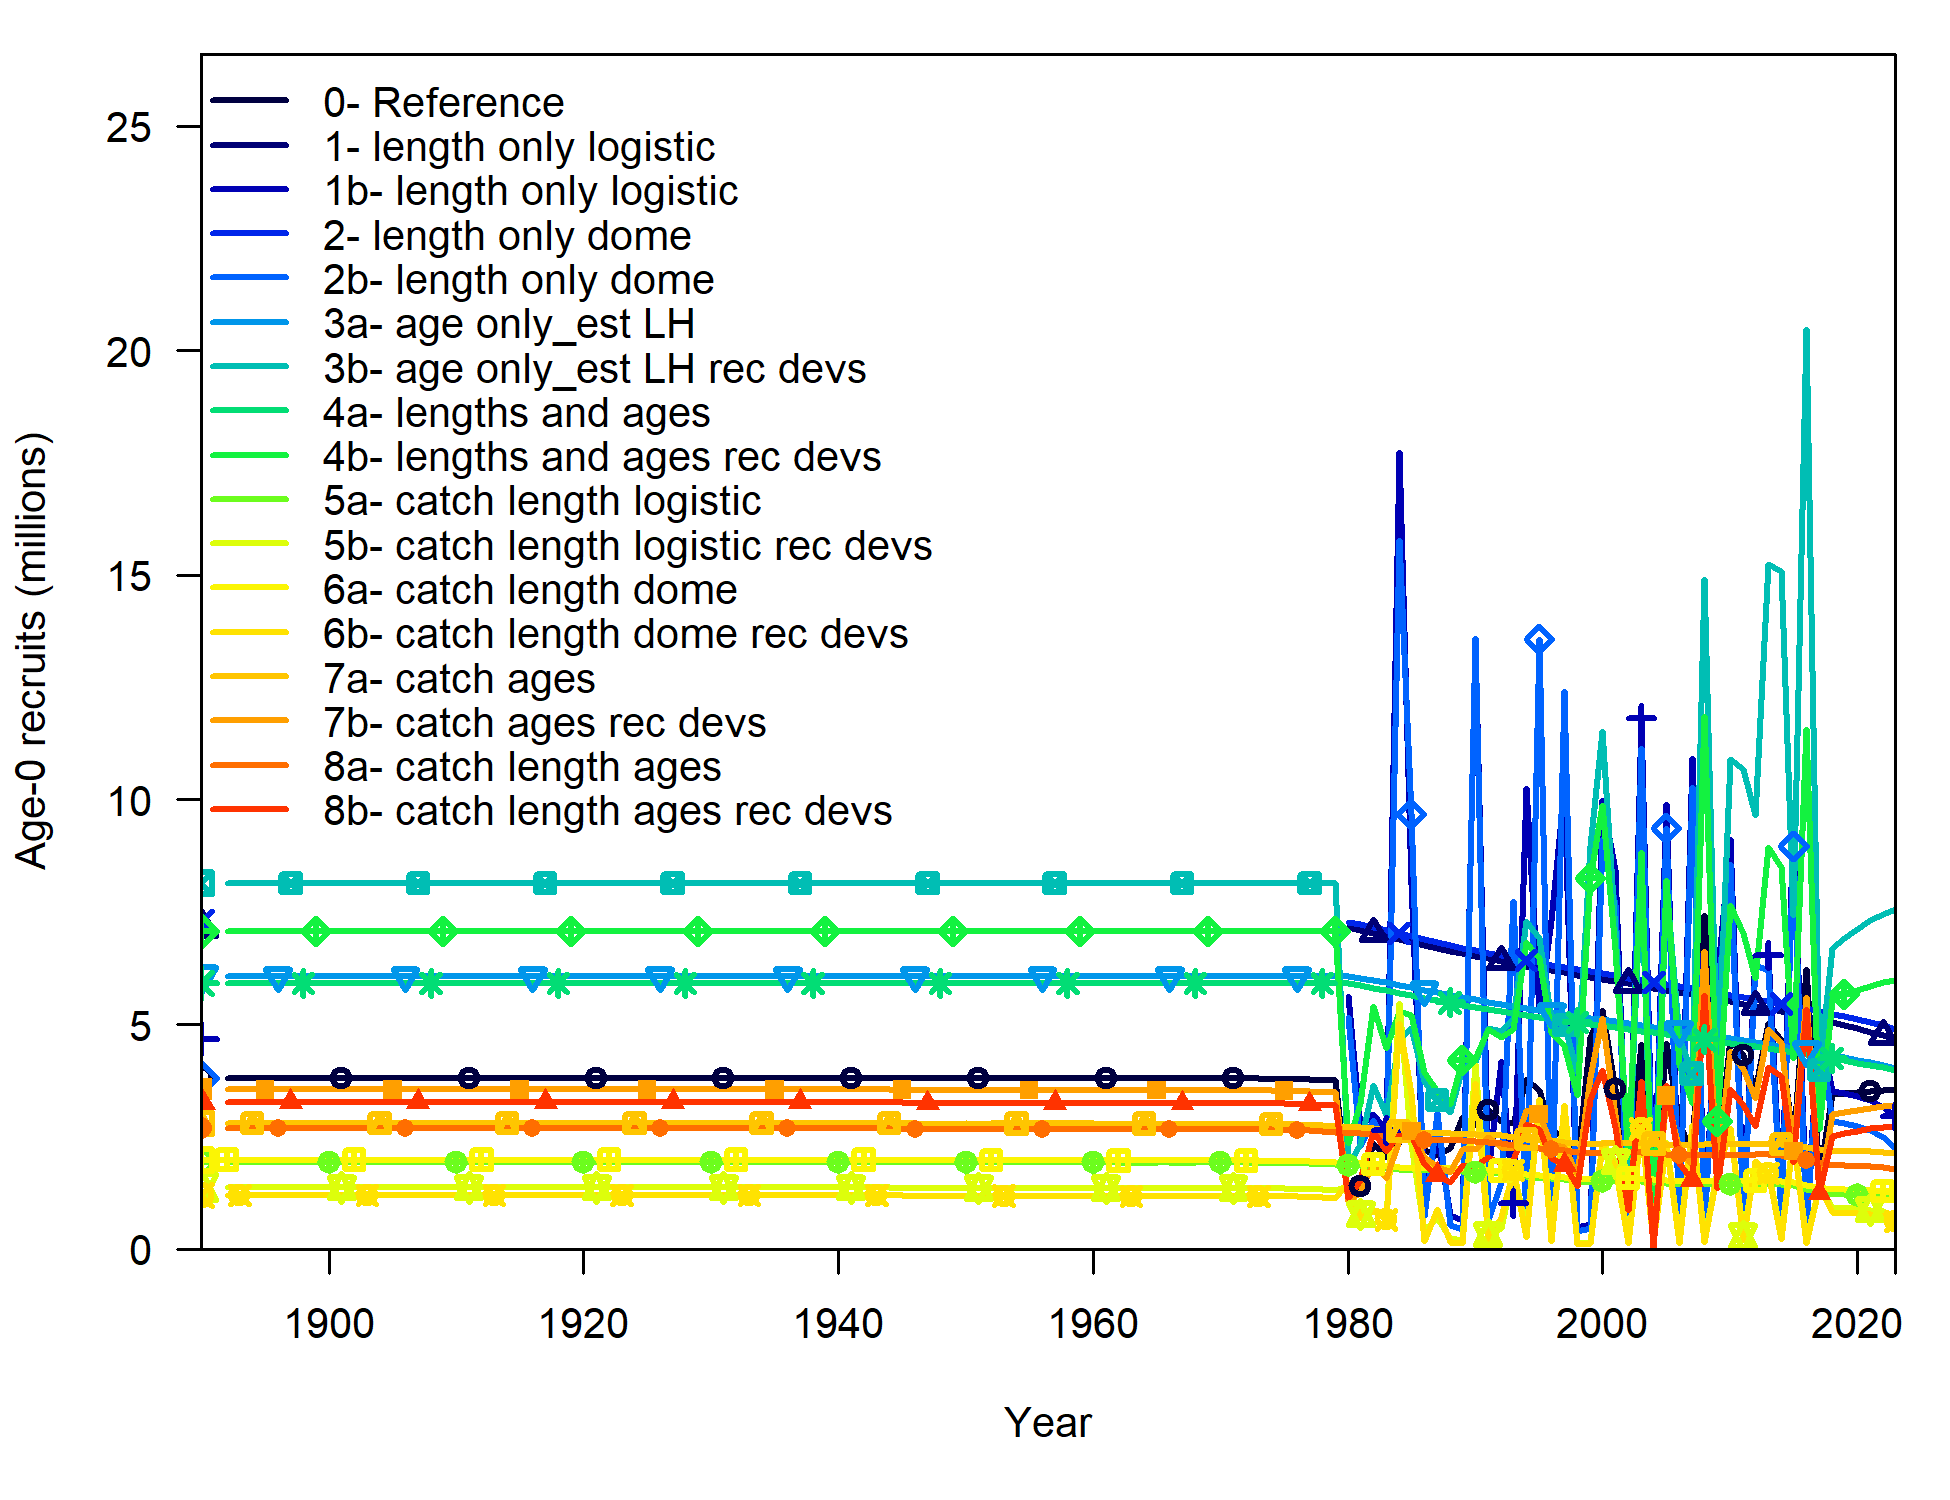 0- Reference
1- length only logistic
1b- length only logistic
2- length only dome
2b- length only dome
3a- age only_est LH
3b- age only_est LH rec devs
4a- lengths and ages
4b- lengths and ages rec devs
5a- catch length logistic
5b- catch length logistic rec devs
6a- catch length dome
6b- catch length dome rec devs
7a- catch ages
7b- catch ages rec devs
8a- catch length ages
8b- catch length ages rec devs
Age-0 recruits (millions)
25
20
15
10
5
0
1900 1920 1940 1960 1980 2000 2020
Year